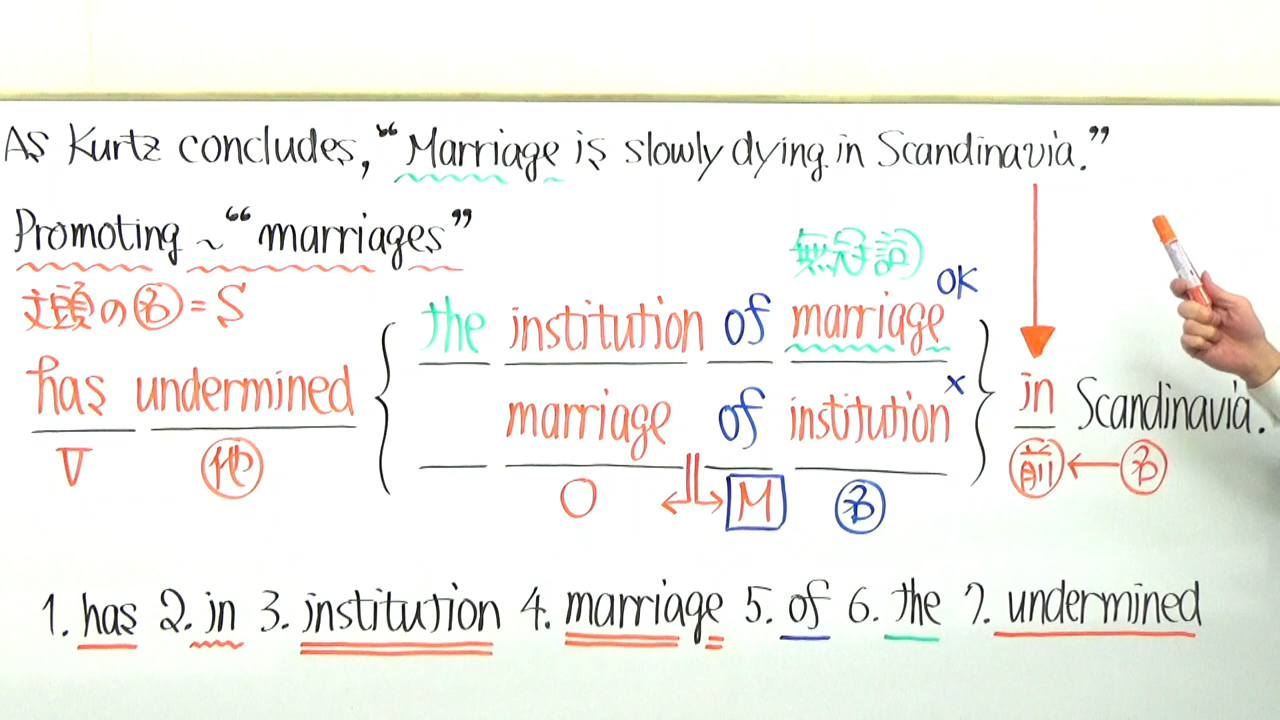 As Kurtz concludes, “Marriage is slowly dying in Scandinavia.”
Promoting ~ “marriages”
文頭の名 = S
無冠詞
OK
the institution of marriage
has undermined
marriage of institution ×
in Scandinavia.
V 他
O M 名
前 ← 名
1. has 2. in 3. institution 4. marriage 5. of 6. the 7. undermined